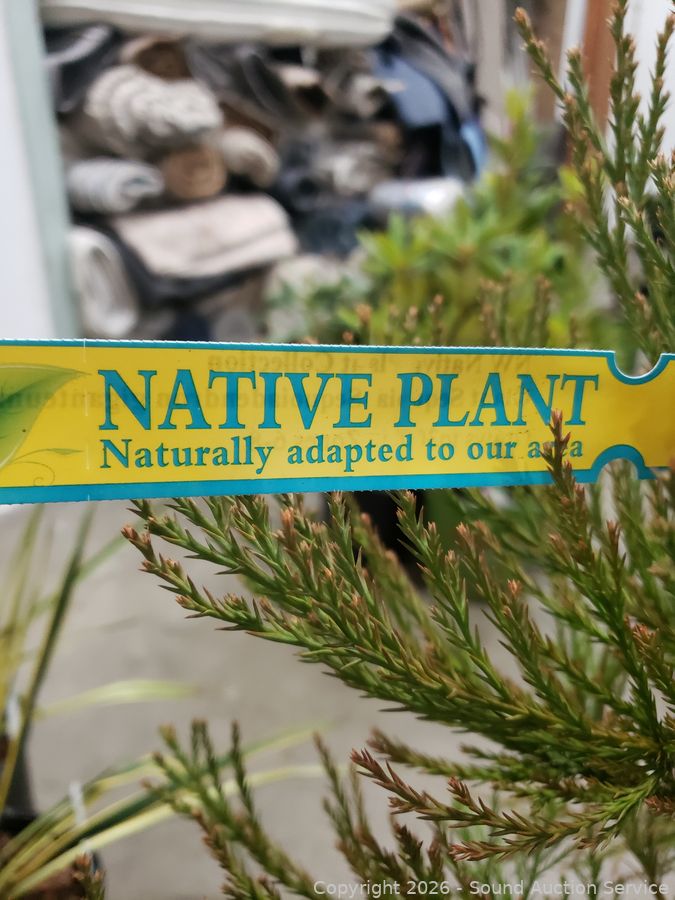 NATIVE PLANT
Naturally adapted to our area
Copyright 2026 - Sound Auction Service